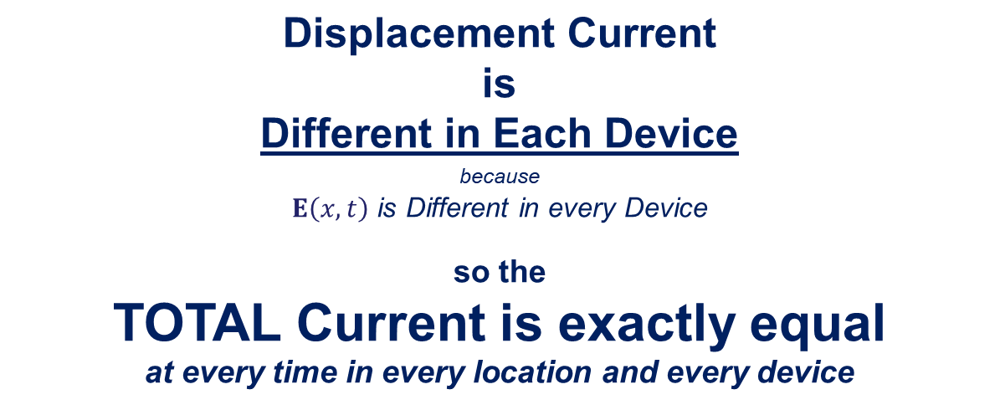 Displacement Current
is
Different in Each Device
because
𝐄(𝑥, 𝑡) is Different in every Device
so the
TOTAL Current is exactly equal
at every time in every location and every device